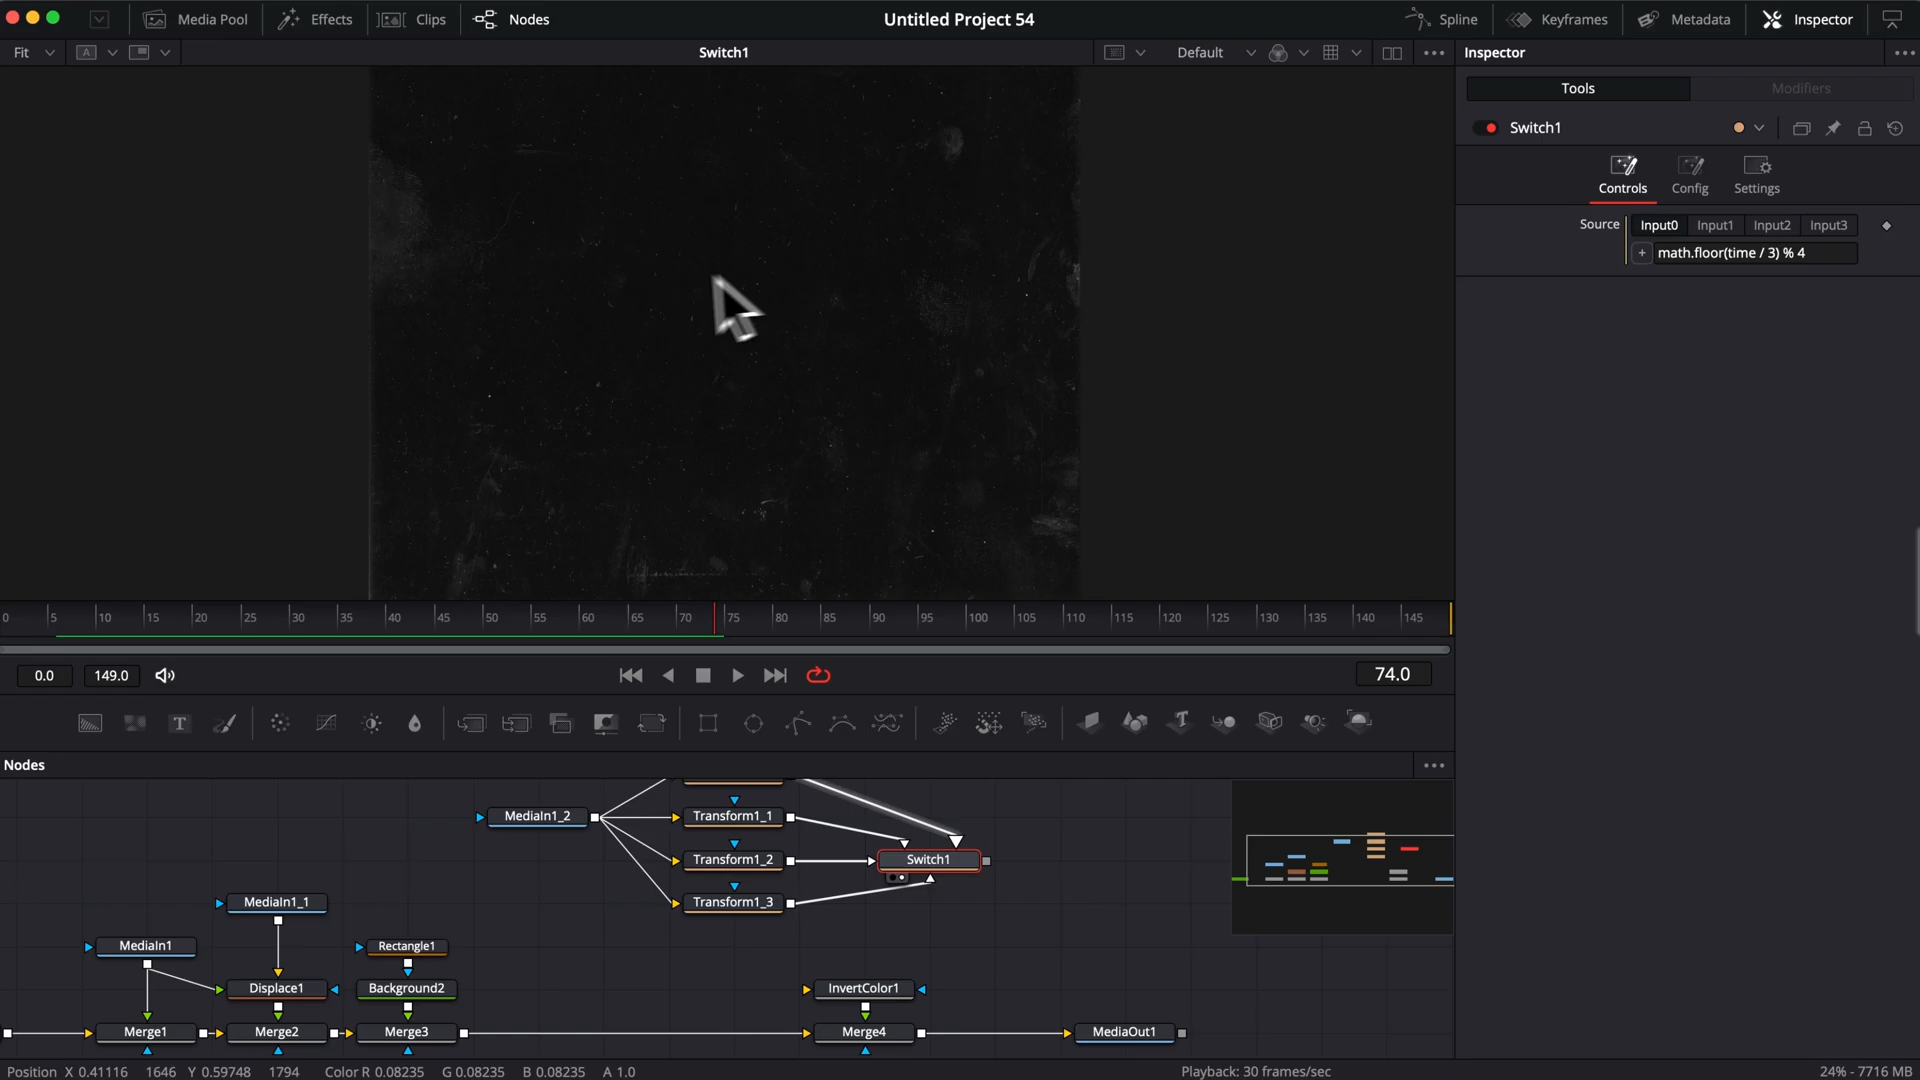 Media Pool Effects Clips Nodes Untitled Project 54 Spline Keyframes Metadata Inspector
Fit A Switch1 Default Inspector
Tools Modifiers
Switch1
Controls Config Settings
Source Input0 Input1 Input2 Input3
+ math.floor(time / 3) % 4
0 5 10 15 20 25 30 35 40 45 50 55 60 65 70 75 80 85 90 95 100 105 110 115 120 125 130 135 140 145
0.0 149.0 74.0
T T
Nodes
MediaIn1_2 Transform1_1
Transform1_2 Switch1
MediaIn1_1 Transform1_3
MediaIn1 Rectangle1
Displace1 Background2 InvertColor1
Merge1 Merge2 Merge3 Merge4 MediaOut1
Position X 0.41116 1646 Y 0.59748 1794 Color R 0.08235 G 0.08235 B 0.08235 A 1.0 Playback: 30 frames/sec 24% - 7716 MB